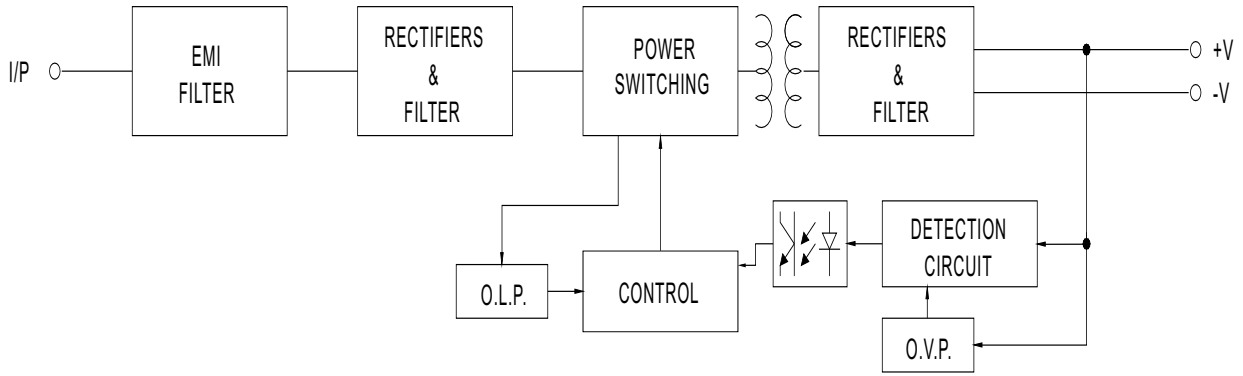 I/P
EMI
FILTER
RECTIFIERS
&
FILTER
POWER
SWITCHING
RECTIFIERS
&
FILTER
+V
-V
O.L.P.
CONTROL
DETECTION
CIRCUIT
O.V.P.